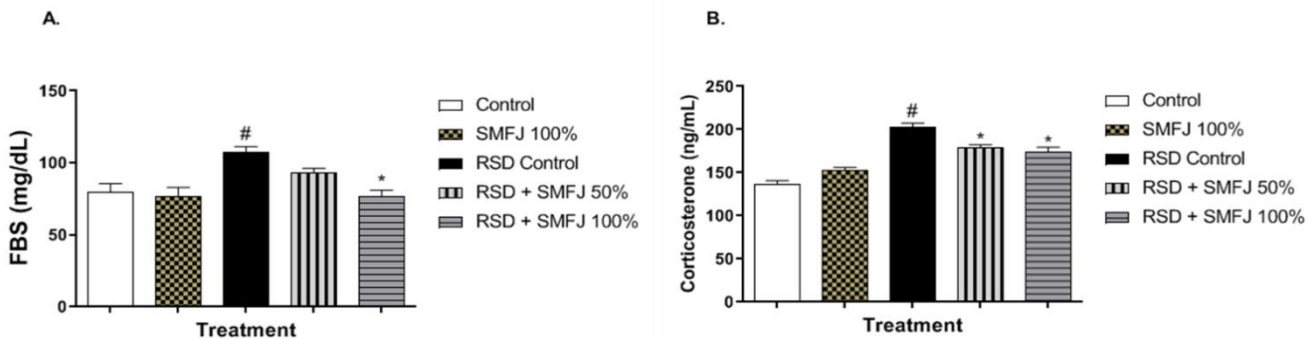 A.
FBS (mg/dL)
150
100
50
0
#
*
Treatment
Control
SMFJ 100%
RSD Control
RSD + SMFJ 50%
RSD + SMFJ 100%
B.
Corticosterone (ng/mL)
250
200
150
100
50
0
#
*
*
Treatment
Control
SMFJ 100%
RSD Control
RSD + SMFJ 50%
RSD + SMFJ 100%